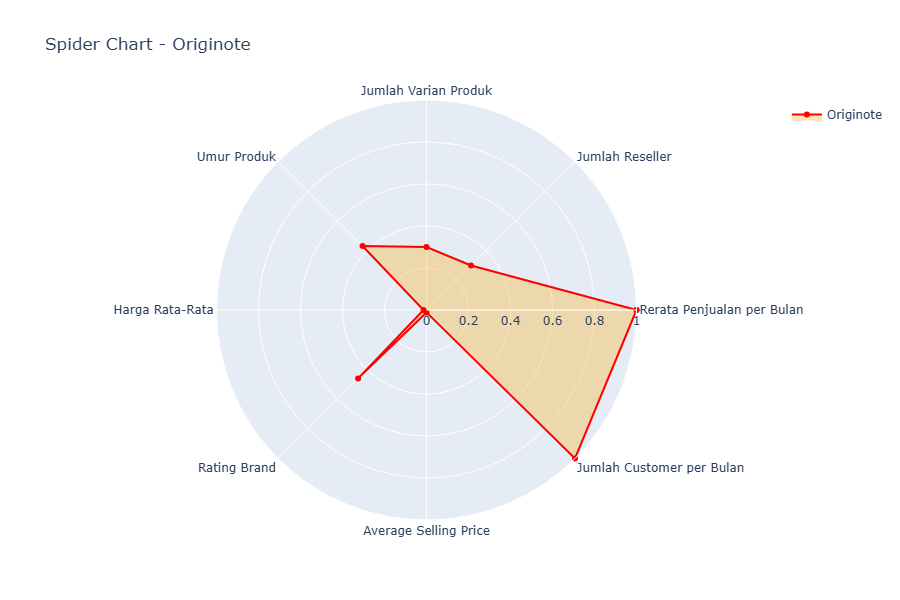 Spider Chart - Originote
Jumlah Varian Produk
Originote
Umur Produk
Jumlah Reseller
Harga Rata-Rata
Rerata Penjualan per Bulan
0 0.2 0.4 0.6 0.8 1
Rating Brand
Jumlah Customer per Bulan
Average Selling Price